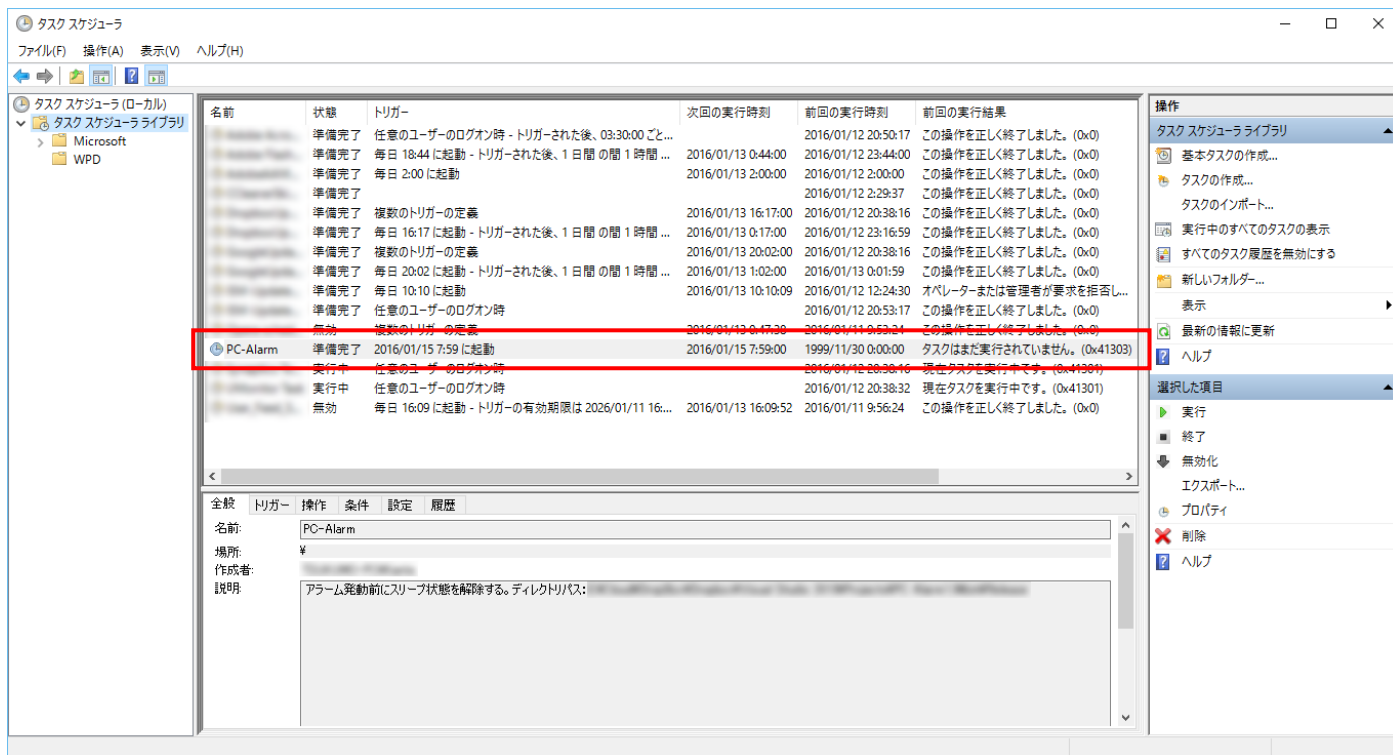 タスク スケジューラ
ファイル(F) 操作(A) 表示(V) ヘルプ(H)
タスク スケジューラ (ローカル)
タスク スケジューラ ライブラリ
Microsoft
WPD
名前 状態 トリガー 次回の実行時刻 前回の実行時刻 前回の実行結果
準備完了 任意のユーザーのログオン時 - トリガーされた後、03:30:00 ごと... 2016/01/12 20:50:17 この操作を正しく終了しました。(0x0)
準備完了 毎日 18:44 に起動 - トリガーされた後、1 日間 の間 1 時間 ... 2016/01/13 0:44:00 2016/01/12 23:44:00 この操作を正しく終了しました。(0x0)
準備完了 毎日 2:00 に起動 2016/01/13 2:00:00 2016/01/12 2:00:00 この操作を正しく終了しました。(0x0)
準備完了 2016/01/12 2:29:37 この操作を正しく終了しました。(0x0)
準備完了 複数のトリガーの定義 2016/01/13 16:17:00 2016/01/12 20:38:16 この操作を正しく終了しました。(0x0)
準備完了 毎日 16:17 に起動 - トリガーされた後、1 日間 の間 1 時間 ... 2016/01/13 0:17:00 2016/01/12 23:16:59 この操作を正しく終了しました。(0x0)
準備完了 複数のトリガーの定義 2016/01/13 20:02:00 2016/01/12 20:38:16 この操作を正しく終了しました。(0x0)
準備完了 毎日 20:02 に起動 - トリガーされた後、1 日間 の間 1 時間 ... 2016/01/13 1:02:00 2016/01/13 0:01:59 この操作を正しく終了しました。(0x0)
準備完了 毎日 10:10 に起動 2016/01/13 10:10:09 2016/01/12 12:24:30 オペレーターまたは管理者が要求を拒否し...
準備完了 任意のユーザーのログオン時 2016/01/12 20:53:17 この操作を正しく終了しました。(0x0)
無効 複数のトリガーの定義 2016/01/13 0:47:38 2016/01/11 9:53:24 この操作を正しく終了しました。(0x0)
PC-Alarm 準備完了 2016/01/15 7:59 に起動 2016/01/15 7:59:00 1999/11/30 0:00:00 タスクはまだ実行されていません。(0x41303)
実行中 任意のユーザーのログオン時 2016/01/12 20:38:16 現在タスクを実行中です。(0x41301)
実行中 任意のユーザーのログオン時 2016/01/12 20:38:32 現在タスクを実行中です。(0x41301)
無効 毎日 16:09 に起動 - トリガーの有効期限は 2026/01/11 16:... 2016/01/13 16:09:52 2016/01/11 9:56:24 この操作を正しく終了しました。(0x0)
全般 トリガー 操作 条件 設定 履歴
名前: PC-Alarm
場所: ¥
作成者:
説明: アラーム発動前にスリープ状態を解除する。ディレクトリパス:
操作
タスク スケジューラ ライブラリ
基本タスクの作成...
タスクの作成...
タスクのインポート...
実行中のすべてのタスクの表示
すべてのタスク履歴を無効にする
新しいフォルダー...
表示
最新の情報に更新
ヘルプ
選択した項目
実行
終了
無効化
エクスポート...
プロパティ
削除
ヘルプ